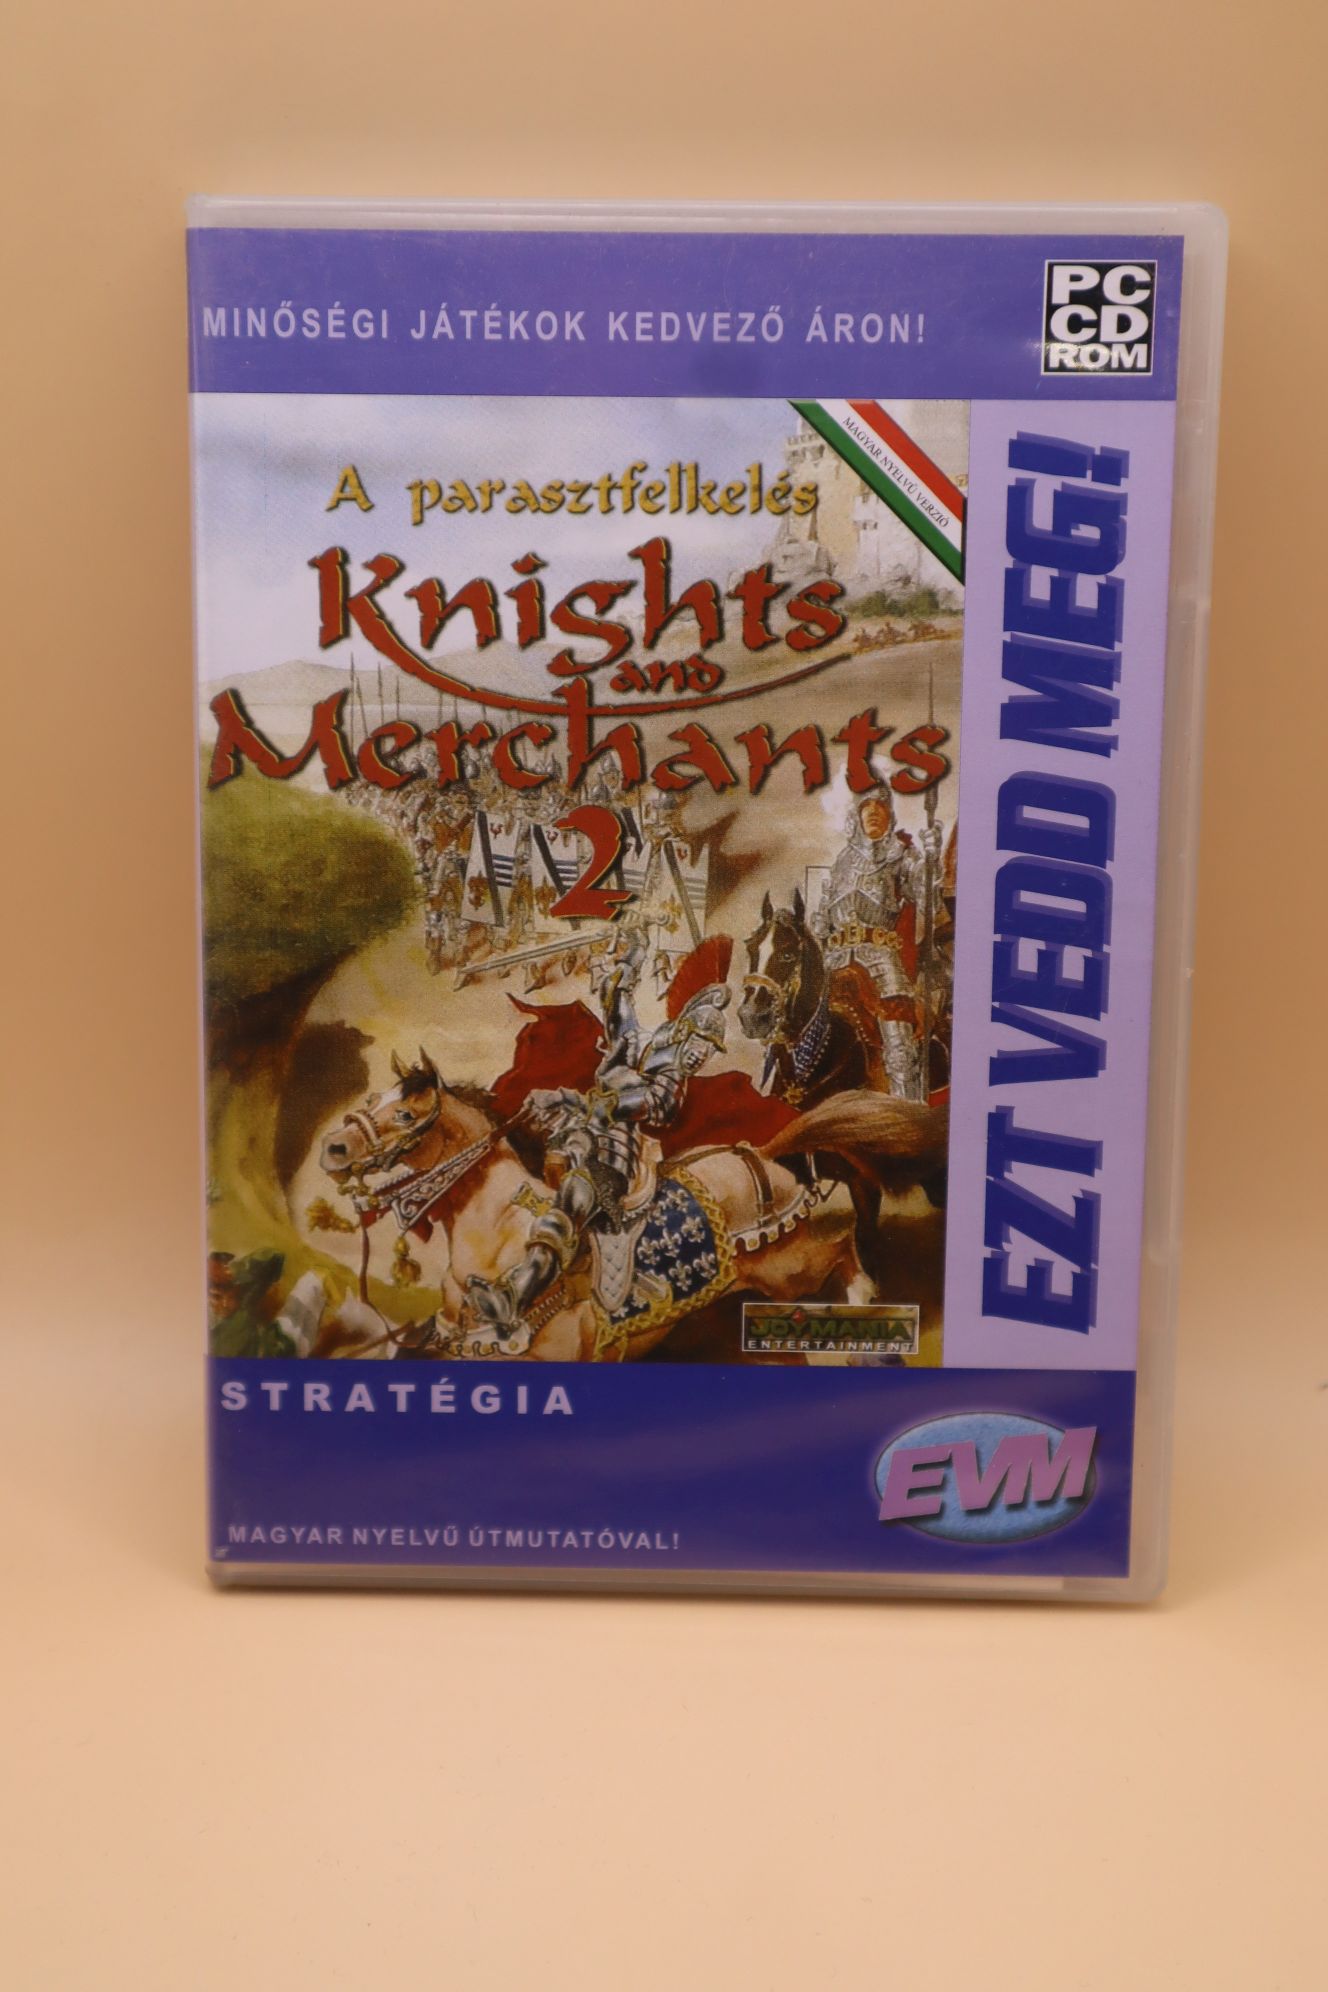 MINŐSÉGI JÁTÉKOK KEDVEZŐ ÁRON!
PC
CD
ROM
MAGYAR NYELVŰ VERZIÓ
A parasztfelkelés
Knights
and
Merchants
2
EZT VEDD MEG!
JOYMANIA
ENTERTAINMENT
STRATÉGIA
EVM
MAGYAR NYELVŰ ÚTMUTATÓVAL!